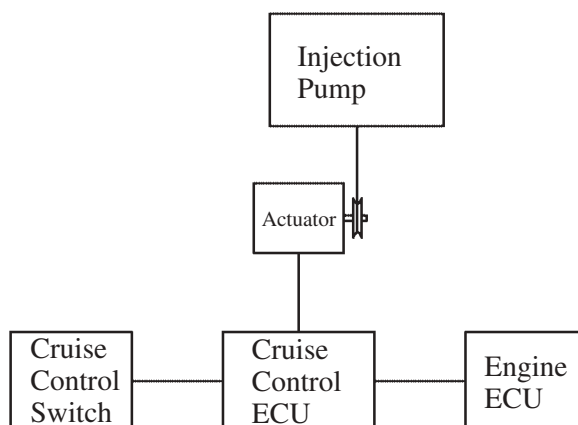 Injection
Pump
Actuator
Cruise
Control
Switch
Cruise
Control
ECU
Engine
ECU